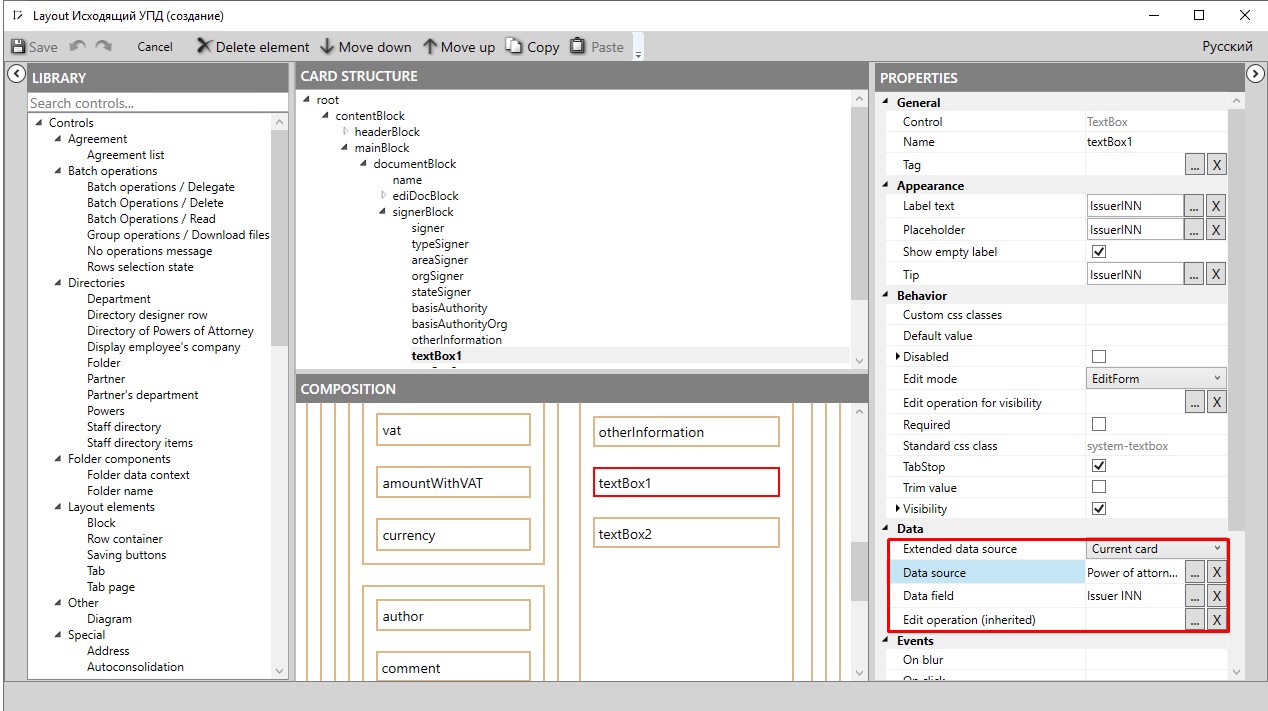 Layout Исходящий УПД (создание)
Save Cancel Delete element Move down Move up Copy Paste Русский
LIBRARY
Search controls...
Controls
Agreement
Agreement list
Batch operations
Batch operations / Delegate
Batch Operations / Delete
Batch Operations / Read
Group operations / Download files
No operations message
Rows selection state
Directories
Department
Directory designer row
Directory of Powers of Attorney
Display employee's company
Folder
Partner
Partner's department
Powers
Staff directory
Staff directory items
Folder components
Folder data context
Folder name
Layout elements
Block
Row container
Saving buttons
Tab
Tab page
Other
Diagram
Special
Address
Autoconsolidation
CARD STRUCTURE
root
contentBlock
headerBlock
mainBlock
documentBlock
name
ediDocBlock
signerBlock
signer
typeSigner
areaSigner
orgSigner
stateSigner
basisAuthority
basisAuthorityOrg
otherInformation
textBox1
COMPOSITION
vat
amountWithVAT
currency
author
comment
otherInformation
textBox1
textBox2
PROPERTIES
General
Control TextBox
Name textBox1
Tag ... X
Appearance
Label text IssuerINN ... X
Placeholder IssuerINN ... X
Show empty label
Tip IssuerINN ... X
Behavior
Custom css classes
Default value
Disabled
Edit mode EditForm
Edit operation for visibility ... X
Required
Standard css class system-textbox
TabStop
Trim value
Visibility
Data
Extended data source Current card
Data source Power of attorn... ... X
Data field Issuer INN ... X
Edit operation (inherited) ... X
Events
On blur